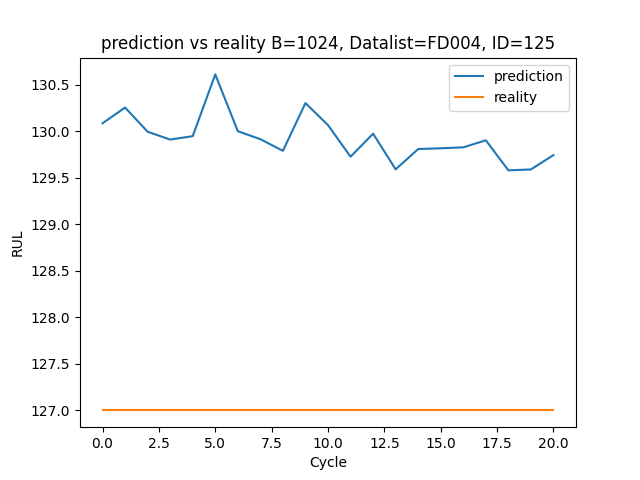 prediction vs reality B=1024, Datalist=FD004, ID=125
prediction
reality
130.5
130.0
129.5
129.0
128.5
128.0
127.5
127.0
RUL
0.0 2.5 5.0 7.5 10.0 12.5 15.0 17.5 20.0
Cycle